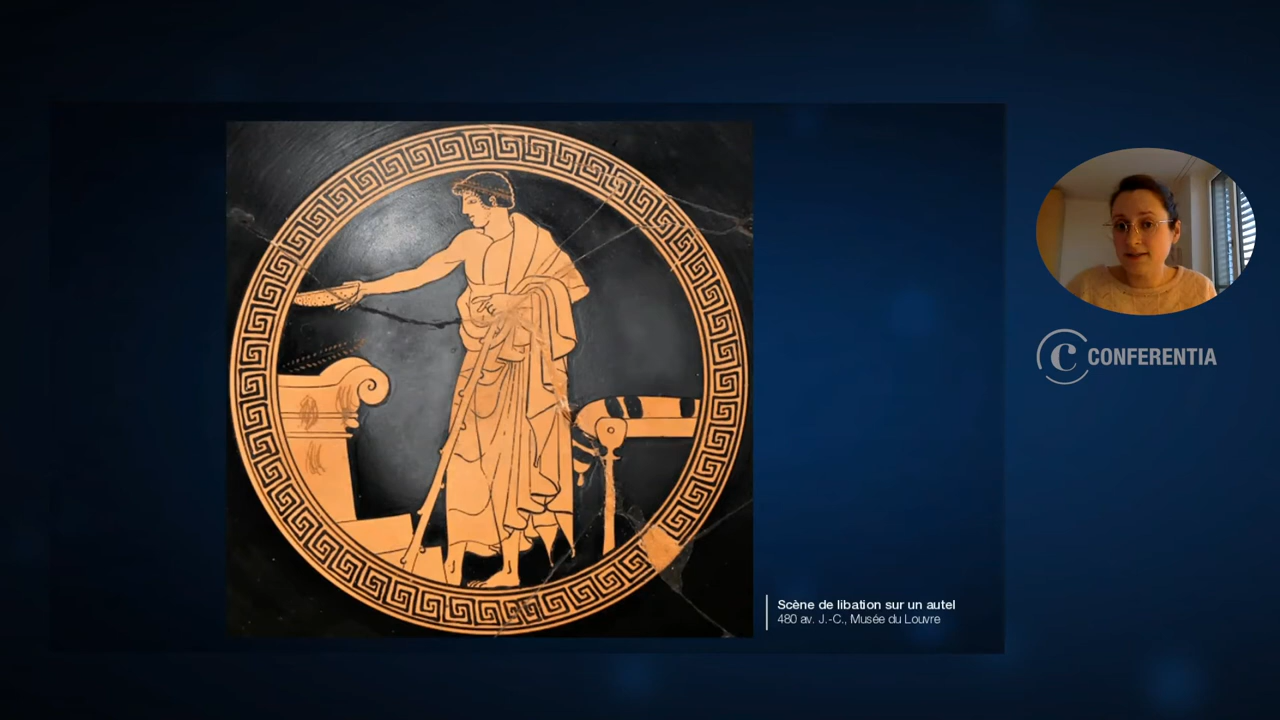 Scène de libation sur un autel
480 av. J.-C., Musée du Louvre
C CONFERENTIA